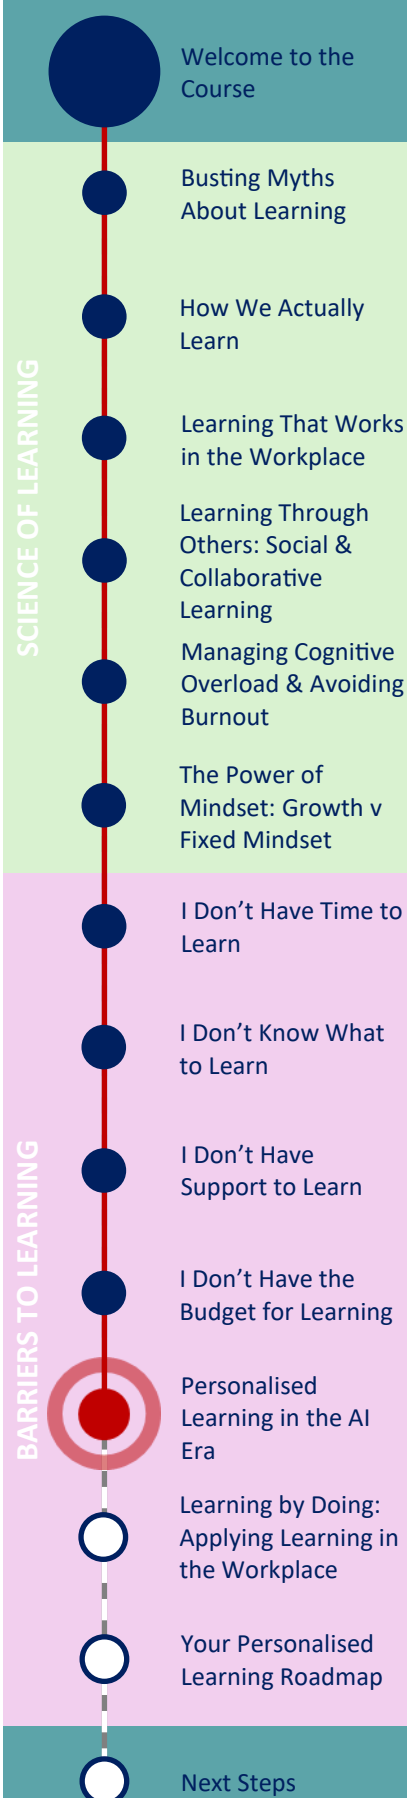 Welcome to the
Course
SCIENCE OF LEARNING
Busting Myths
About Learning
How We Actually
Learn
Learning That Works
in the Workplace
Learning Through
Others: Social &
Collaborative
Learning
Managing Cognitive
Overload & Avoiding
Burnout
The Power of
Mindset: Growth v
Fixed Mindset
BARRIERS TO LEARNING
I Don’t Have Time to
Learn
I Don’t Know What
to Learn
I Don’t Have
Support to Learn
I Don’t Have the
Budget for Learning
Personalised
Learning in the AI
Era
Learning by Doing:
Applying Learning in
the Workplace
Your Personalised
Learning Roadmap
Next Steps